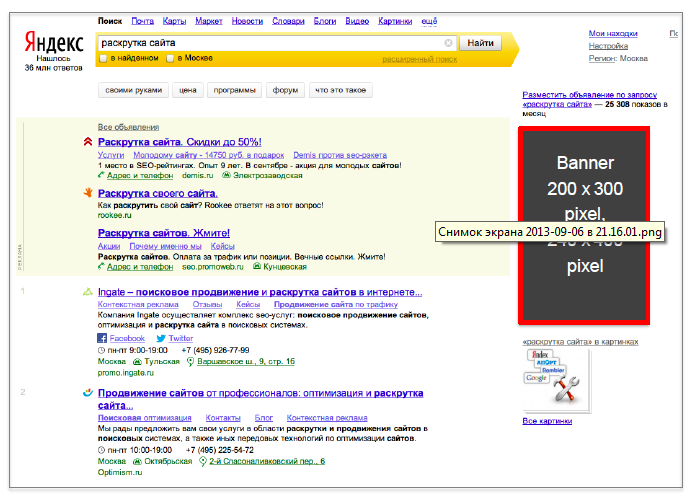 Поиск Почта Карты Маркет Новости Словари Блоги Видео Картинки ещё
Яндекс
Нашлось
36 млн ответов
раскрутка сайта
Найти
в найденном в Москве расширенный поиск
Мои находки
Настройка
Регион: Москва
По
своими руками цена программы форум что это такое
Разместить объявление по запросу
«раскрутка сайта» — 25 308 показов в
месяц
Все объявления
Раскрутка сайта. Скидки до 50%!
Услуги Молодому сайту - 14750 руб. в подарок Demis против seo-рэкета
1 место в SEO-рейтингах. Опыт 9 лет. В сентябре - акция для молодых сайтов!
Адрес и телефон demis.ru Электрозаводская
Раскрутка своего сайта.
Как раскрутить свой сайт? Rookee ответят на этот вопрос!
rookee.ru
Раскрутка сайтов. Жмите!
Акции Почему именно мы Кейсы
Раскрутка сайтов. Оплата за трафик или позиции. Вечные ссылки. Жмите!
Адрес и телефон seo.promoweb.ru Кунцевская
РЕКЛАМА
Banner
200 x 300
pixel,
Снимок экрана 2013-09-06 в 21.16.01.png
pixel
1
Ingate – поисковое продвижение и раскрутка сайтов в интернете...
Контекстная реклама Отзывы Кейсы Продвижение сайта по трафику
Компания Ingate осуществляет комплекс seo-услуг: поисковое продвижение сайтов,
оптимизация и раскрутка сайта в поисковых системах.
Facebook Twitter
пн-пт 9:00-19:00 +7 (495) 926-77-99
Москва Тульская Варшавское ш., 9, стр. 16
promo.ingate.ru
2
Продвижение сайтов от профессионалов: оптимизация и раскрутка
сайта...
Поисковая оптимизация Контакты Блог Контекстная реклама
Мы рады предложить вам свои услуги в области раскрутки и продвижения сайтов в
поисковых системах, а также иных передовых технологий по оптимизации сайтов.
пн-пт 10:00-19:00 +7 (495) 225-54-72
Москва Октябрьская 2-й Спасоналивковский пер., 6
Optimism.ru
«раскрутка сайта» в картинках
Яndex
АПОРТ
Rambler
Google
Все картинки